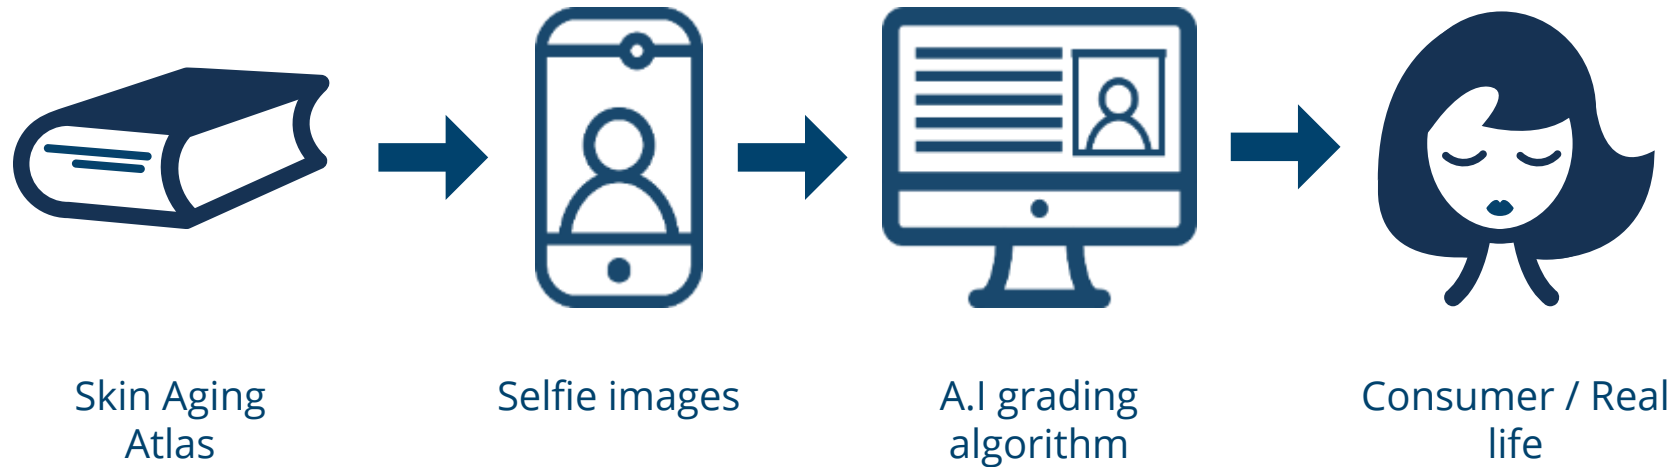 Skin Aging
Atlas
Selfie images
A.I grading
algorithm
Consumer / Real
life